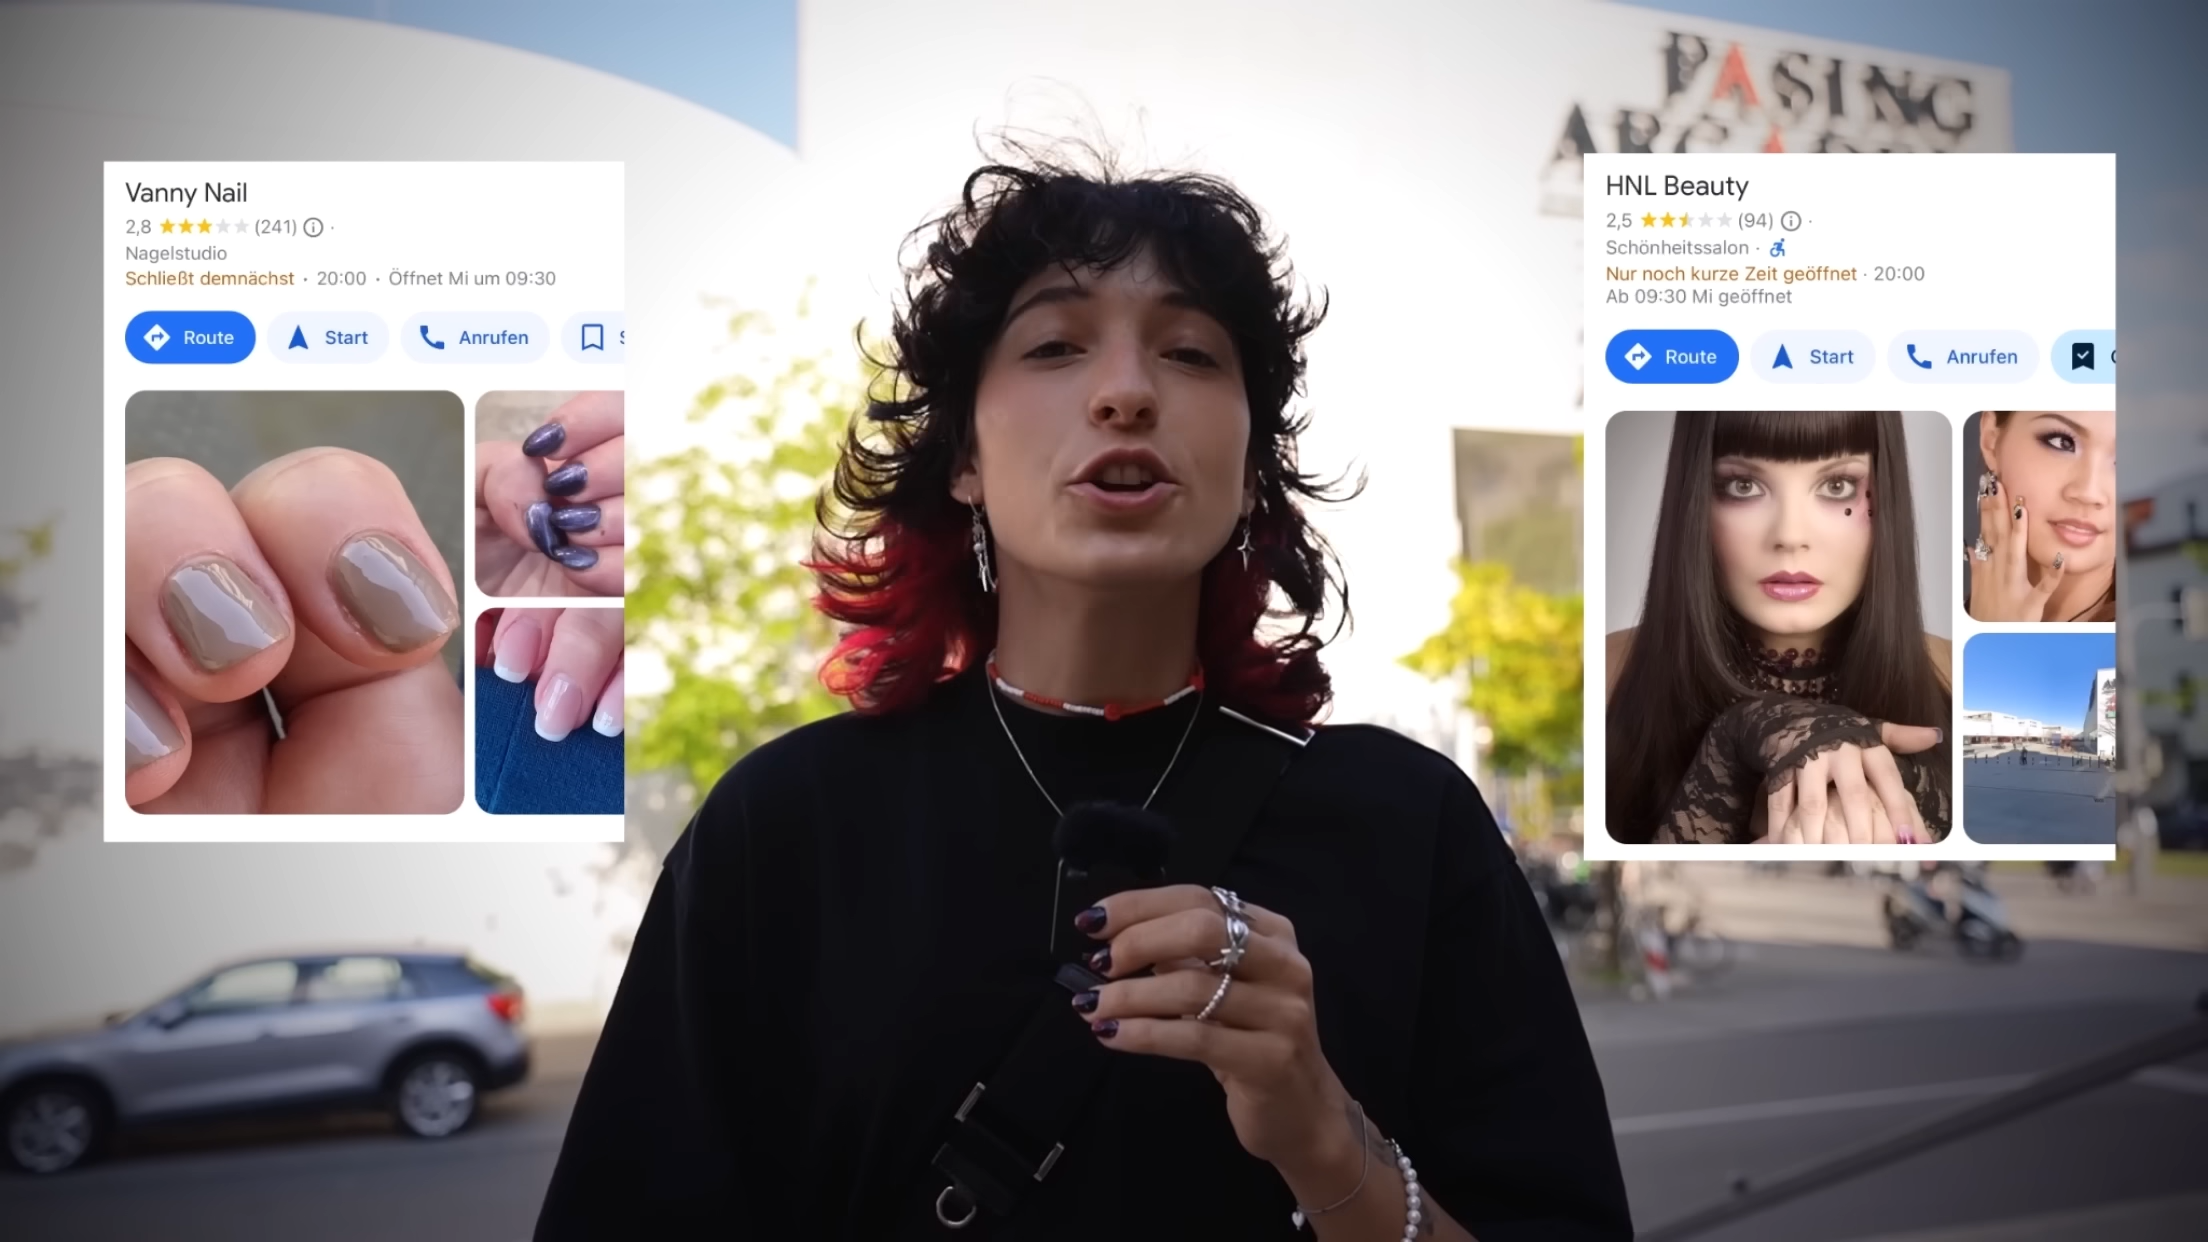 PASING
Vanny Nail
2,8 (241)
Nagelstudio
Schließt demnächst · 20:00 · Öffnet Mi um 09:30
Route
Start
Anrufen
HNL Beauty
2,5 (94) ·
Schönheitssalon ·
Nur noch kurze Zeit geöffnet · 20:00
Ab 09:30 Mi geöffnet
Route
Start
Anrufen